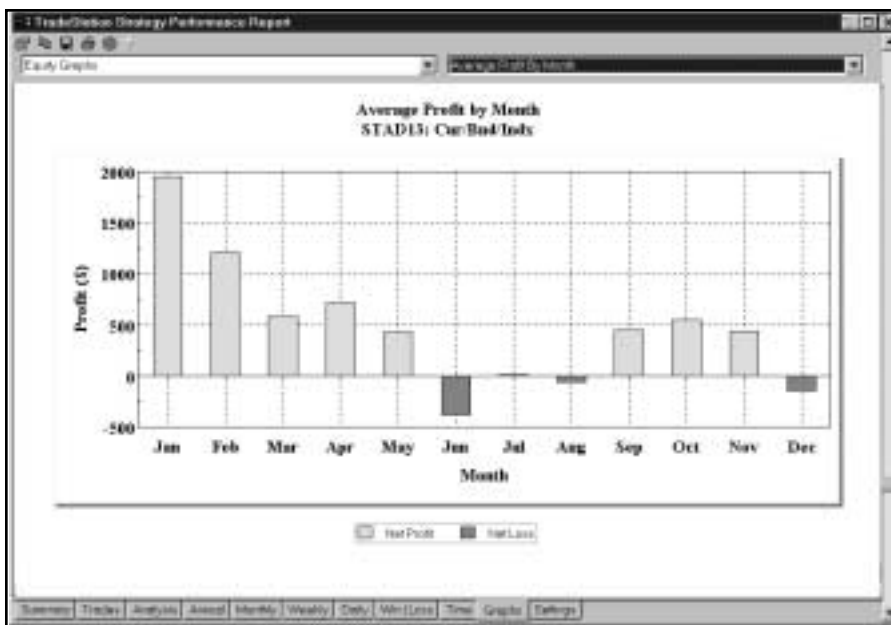 TradeStation Strategy Performance Report
Equity Graphs
Average Profit By Month
Average Profit by Month
STAD13: Cur/Bnd/Indx
2000
1500
1000
500
0
-500
Profit ($)
Jan Feb Mar Apr May Jun Jul Aug Sep Oct Nov Dec
Month
Net Profit Net Loss
Summary Trades Analysis Annual Monthly Weekly Daily Win/Loss Time Graphs Settings